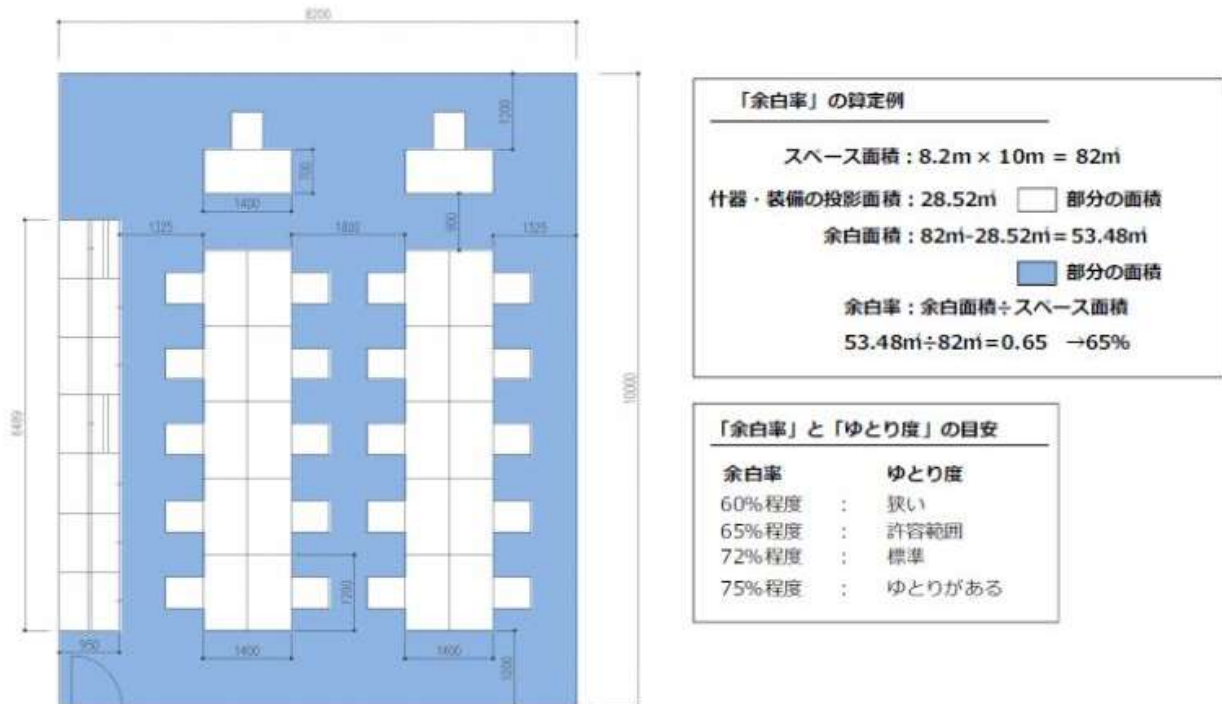 8200
1200
700
1400
900
1325
1800
1325
6489
10000
1200
950
1400
1400
1200
「余白率」の算定例
スペース面積：8.2m × 10m = 82㎡
什器・装備の投影面積：28.52㎡ 部分の面積
余白面積：82㎡-28.52㎡=53.48㎡
部分の面積
余白率：余白面積÷スペース面積
53.48㎡÷82㎡=0.65 →65%
「余白率」と「ゆとり度」の目安
余白率 ゆとり度
60%程度 : 狭い
65%程度 : 許容範囲
72%程度 : 標準
75%程度 : ゆとりがある